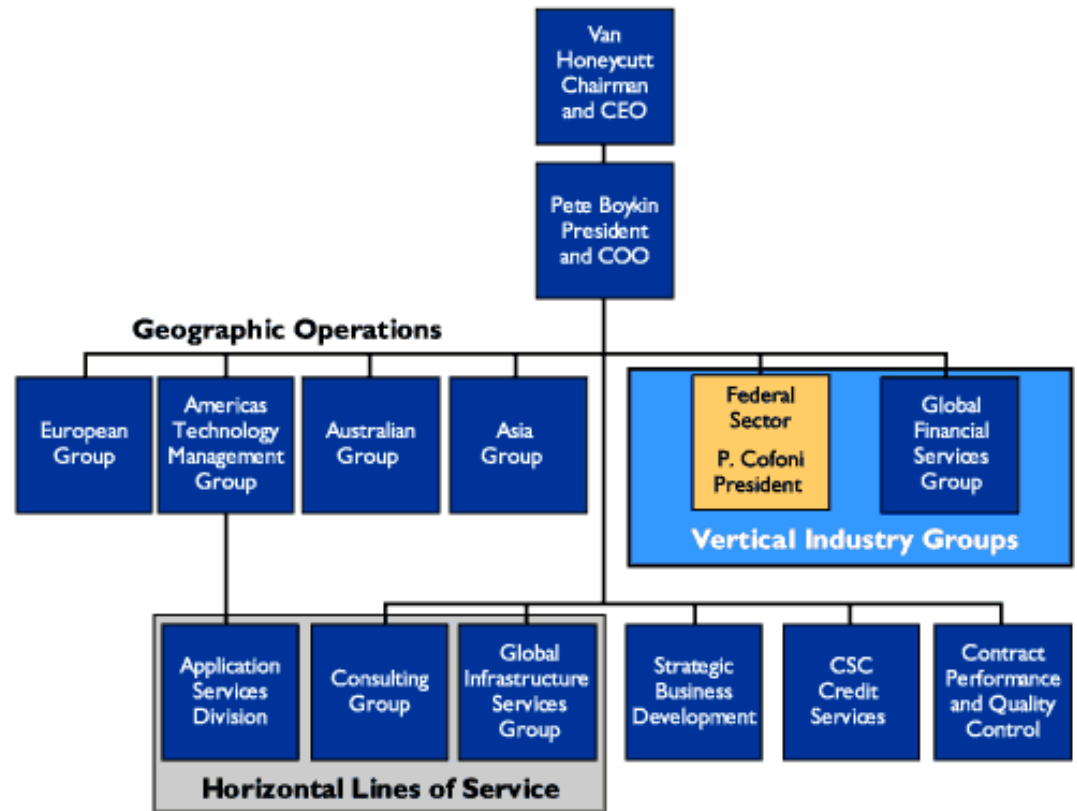 Van
Honeycutt
Chairman
and CEO
Pete Boykin
President
and COO
Geographic Operations
European
Group
Americas
Technology
Management
Group
Australian
Group
Asia
Group
Federal
Sector
P. Cofoni
President
Global
Financial
Services
Group
Vertical Industry Groups
Application
Services
Division
Consulting
Group
Global
Infrastructure
Services
Group
Strategic
Business
Development
CSC
Credit
Services
Contract
Performance
and Quality
Control
Horizontal Lines of Service